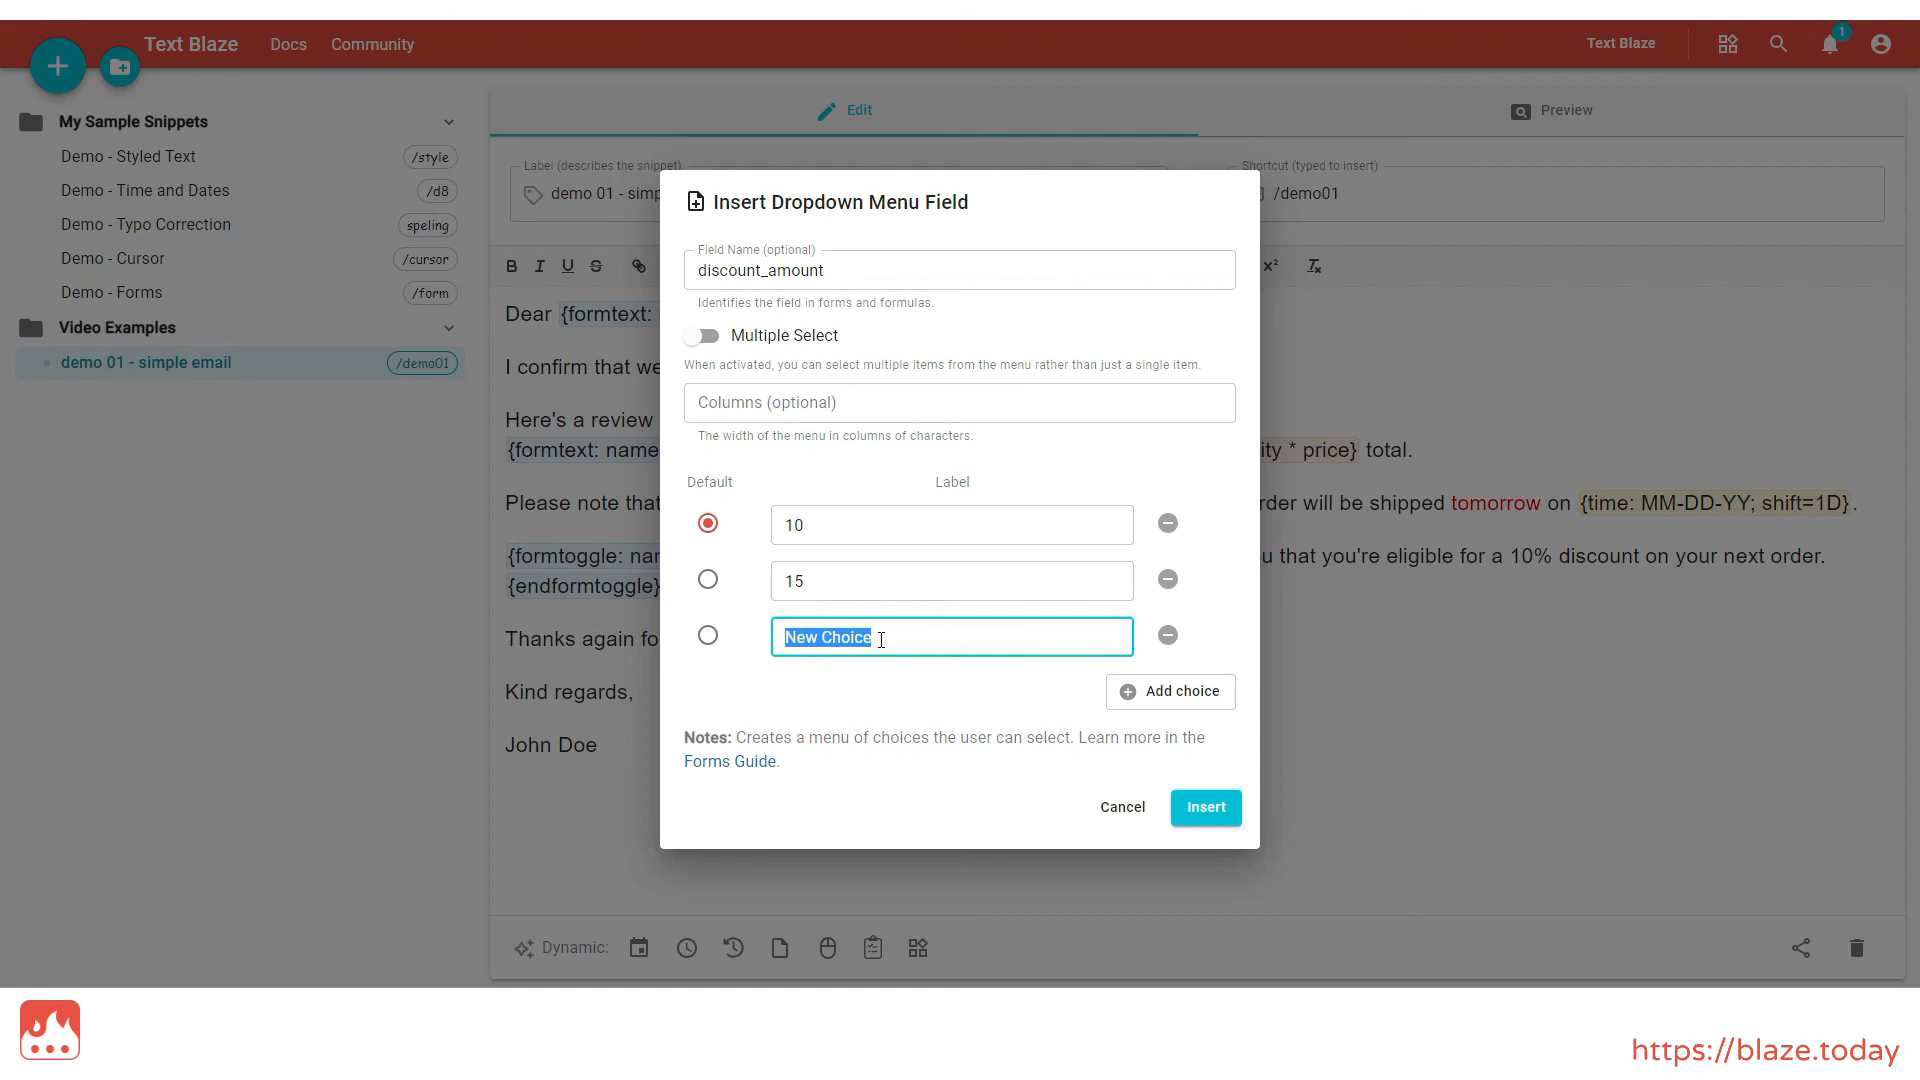 Text Blaze Docs Community Text Blaze 1
My Sample Snippets
Demo - Styled Text /style
Demo - Time and Dates /d8
Demo - Typo Correction speling
Demo - Cursor /cursor
Demo - Forms /form
Video Examples
demo 01 - simple email /demo01
Edit Preview
Label (describes the snippet) Shortcut (typed to insert)
demo 01 - simp /demo01
B I U S x²
Dear {formtext:
I confirm that we
Here's a review
{formtext: name ity * price} total.
Please note that rder will be shipped tomorrow on {time: MM-DD-YY; shift=1D}.
{formtoggle: nar u that you're eligible for a 10% discount on your next order.
{endformtoggle}
Thanks again fo
Kind regards,
John Doe
Insert Dropdown Menu Field
Field Name (optional)
discount_amount
Identifies the field in forms and formulas.
Multiple Select
When activated, you can select multiple items from the menu rather than just a single item.
Columns (optional)
The width of the menu in columns of characters.
Default Label
10
15
New Choice
Add choice
Notes: Creates a menu of choices the user can select. Learn more in the
Forms Guide.
Cancel Insert
Dynamic:
https://blaze.today